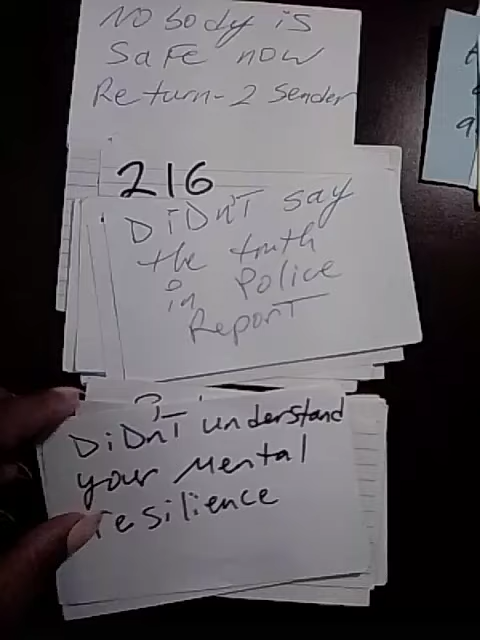 Nobody is
Safe now
Return-2 Sender
216
DiDn'T say
the truth
in Police
RepoRT
DiDnT understand
your mental
resilience